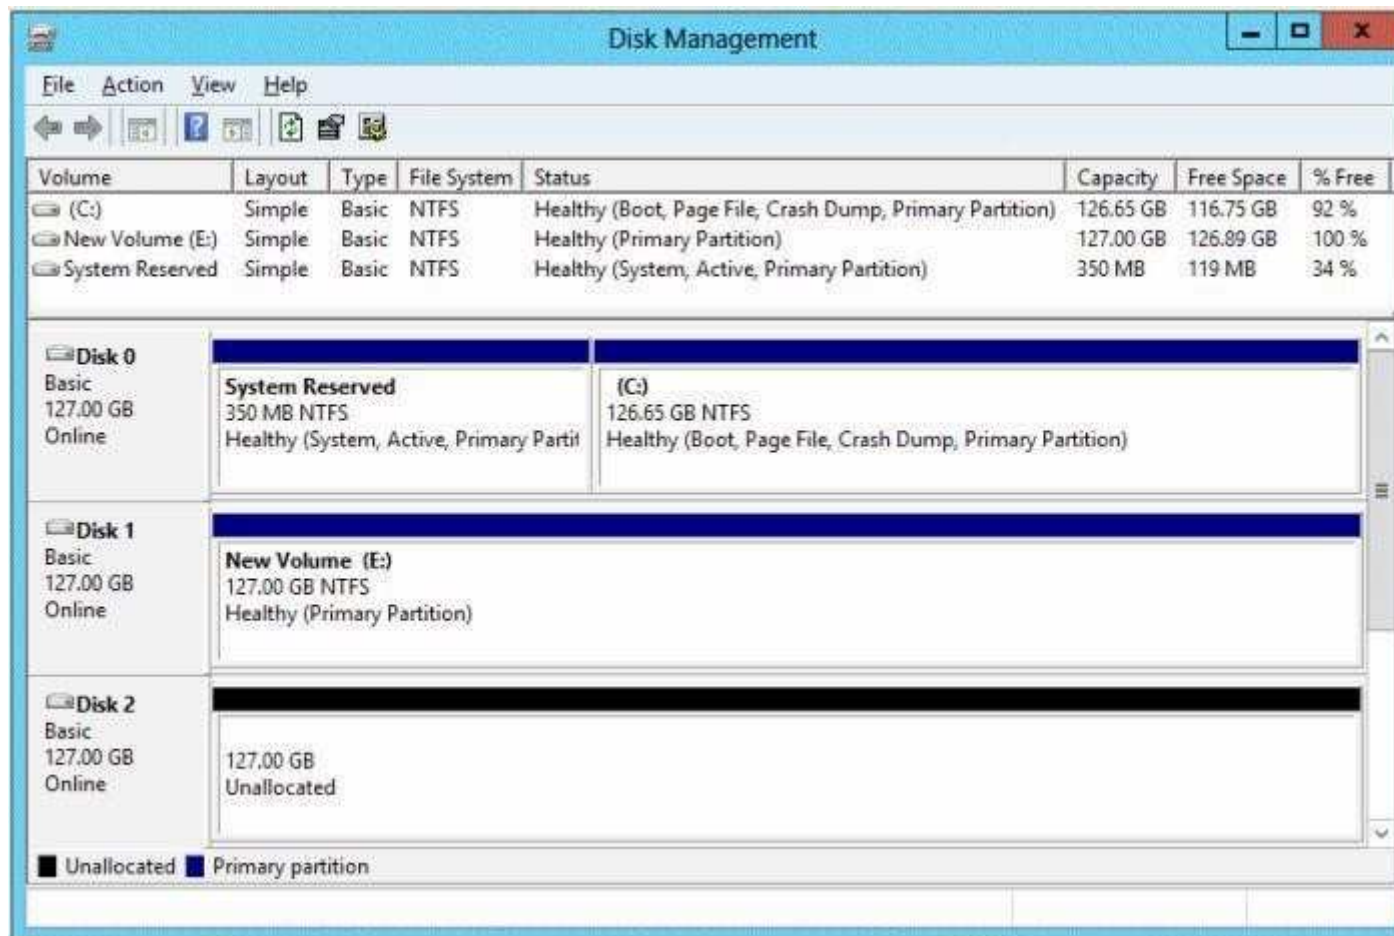 Disk Management
File Action View Help
Volume Layout Type File System Status Capacity Free Space % Free
(C:) Simple Basic NTFS Healthy (Boot, Page File, Crash Dump, Primary Partition) 126.65 GB 116.75 GB 92 %
New Volume (E:) Simple Basic NTFS Healthy (Primary Partition) 127.00 GB 126.89 GB 100 %
System Reserved Simple Basic NTFS Healthy (System, Active, Primary Partition) 350 MB 119 MB 34 %
Disk 0
Basic
127.00 GB
Online
System Reserved
350 MB NTFS
Healthy (System, Active, Primary Partit
(C:)
126.65 GB NTFS
Healthy (Boot, Page File, Crash Dump, Primary Partition)
Disk 1
Basic
127.00 GB
Online
New Volume (E:)
127.00 GB NTFS
Healthy (Primary Partition)
Disk 2
Basic
127.00 GB
Online
127.00 GB
Unallocated
Unallocated Primary partition